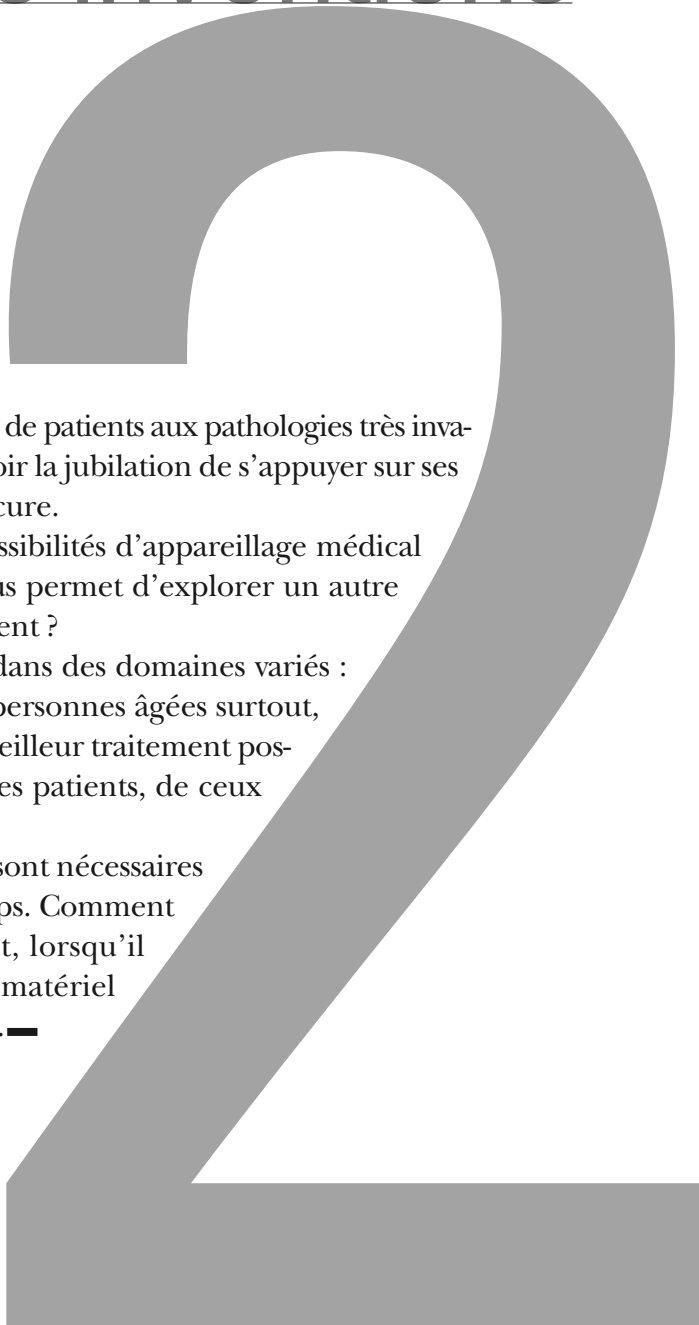 2
de patients aux pathologies très inva-
oir la jubilation de s’appuyer sur ses
cure.
ssibilités d’appareillage médical
us permet d’explorer un autre
ent ?
dans des domaines variés :
personnes âgées surtout,
eilleur traitement pos-
es patients, de ceux
sont nécessaires
ps. Comment
t, lorsqu’il
matériel
.